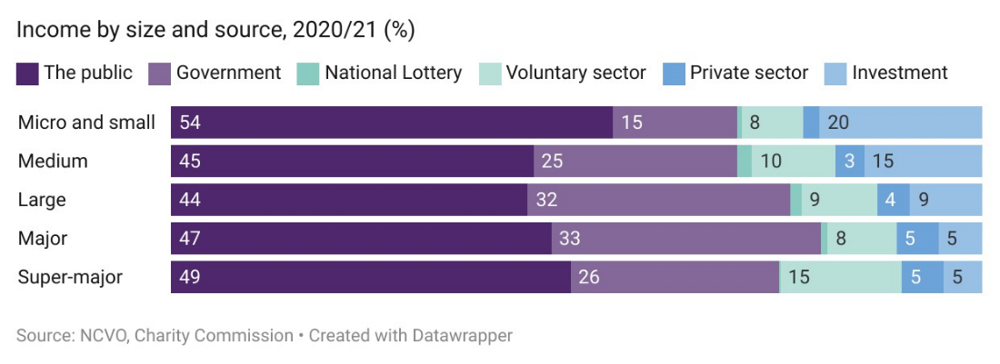 Income by size and source, 2020/21 (%)
The public Government National Lottery Voluntary sector Private sector Investment
Micro and small 54 15 8 20
Medium 45 25 10 3 15
Large 44 32 9 4 9
Major 47 33 8 5 5
Super-major 49 26 15 5 5
Source: NCVO, Charity Commission • Created with Datawrapper